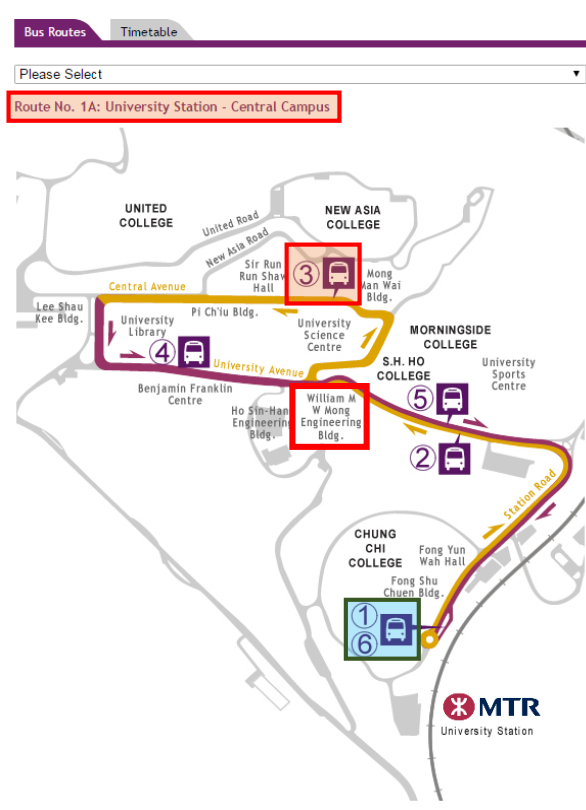 Bus Routes
Timetable
Please Select
Route No. 1A: University Station - Central Campus
UNITED
COLLEGE
United Road
New Asia Road
NEW ASIA
COLLEGE
Sir Run
Run Shaw
Hall
3
Mong
Man Wai
Bldg.
Central Avenue
Lee Shau
Kee Bldg.
Pi Ch'iu Bldg.
University
Library
4
University
Science
Centre
University Avenue
MORNINGSIDE
COLLEGE
S.H. HO
COLLEGE
University
Sports
Centre
Benjamin Franklin
Centre
Ho Sin-Hang
Engineering
Bldg.
William M
W Mong
Engineering
Bldg.
5
2
Station Road
CHUNG
CHI
COLLEGE
Fong Yun
Wah Hall
Fong Shu
Chuen Bldg.
1
6
MTR
University Station